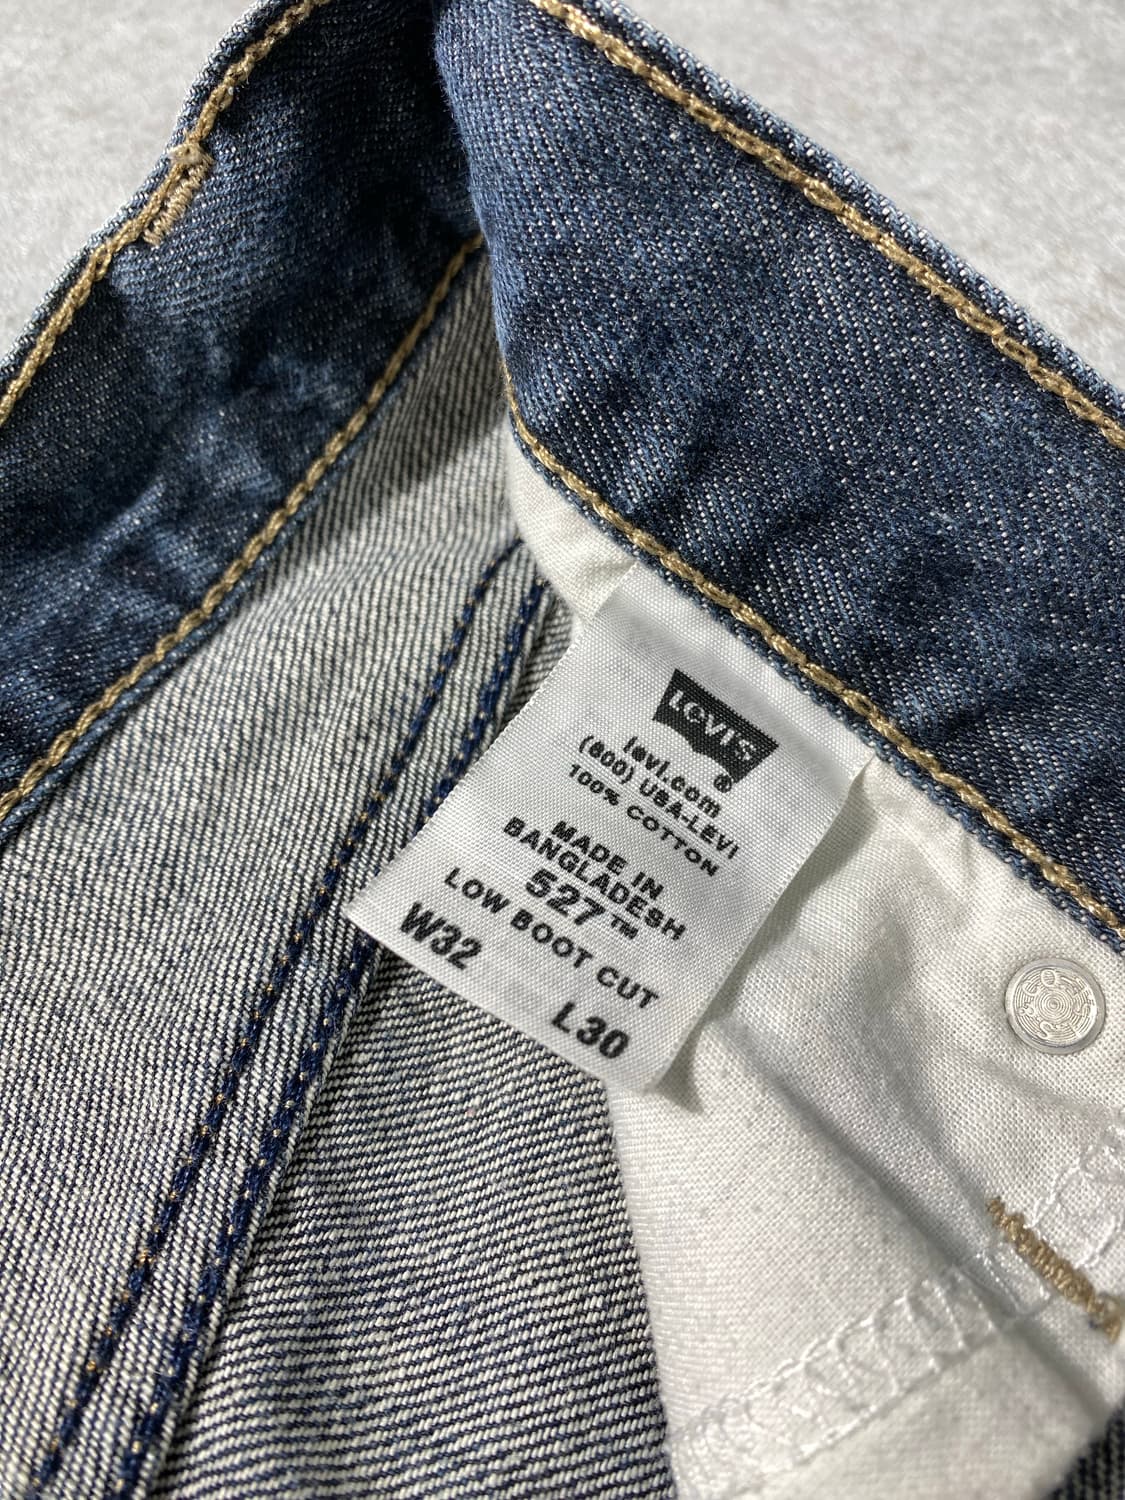 LEVI'S
®
levi.com
(800) USA-LEVI
100% COTTON
MADE IN
BANGLADESH
527™
LOW BOOT CUT
W32 L30